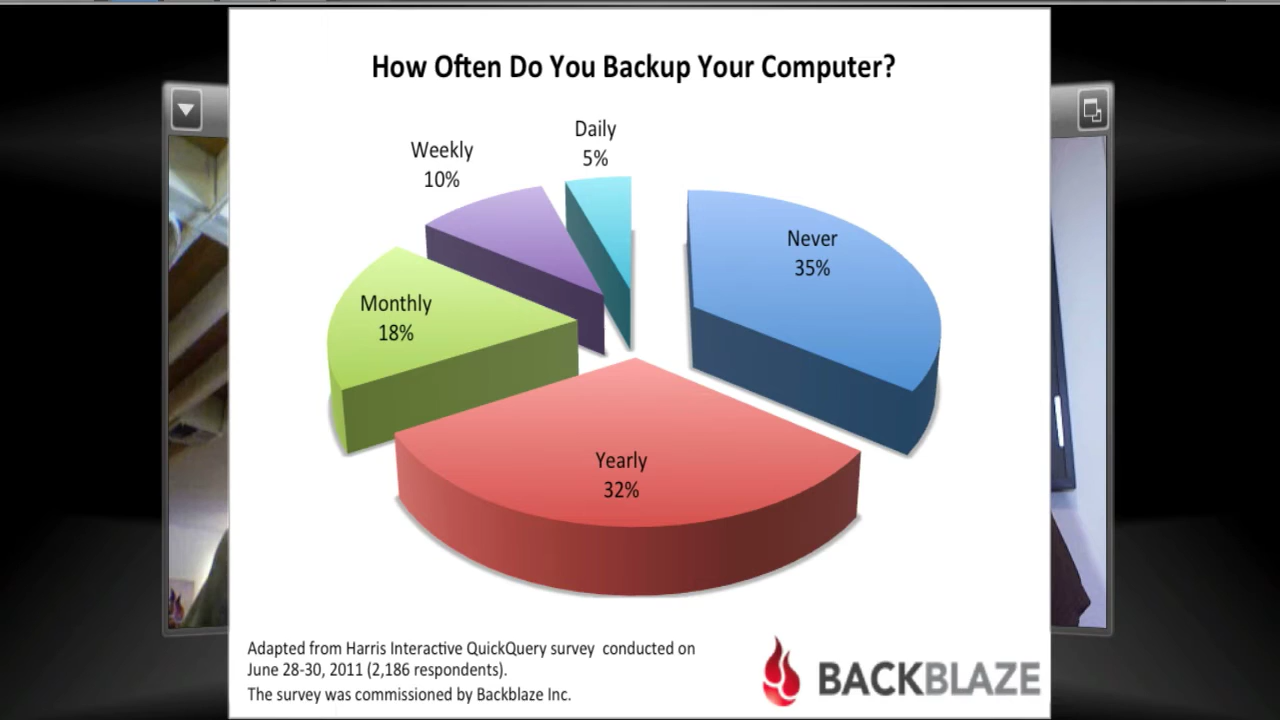 How Often Do You Backup Your Computer?
Daily
5%
Weekly
10%
Never
35%
Monthly
18%
Yearly
32%
Adapted from Harris Interactive QuickQuery survey conducted on
June 28-30, 2011 (2,186 respondents).
The survey was commissioned by Backblaze Inc.
BACKBLAZE